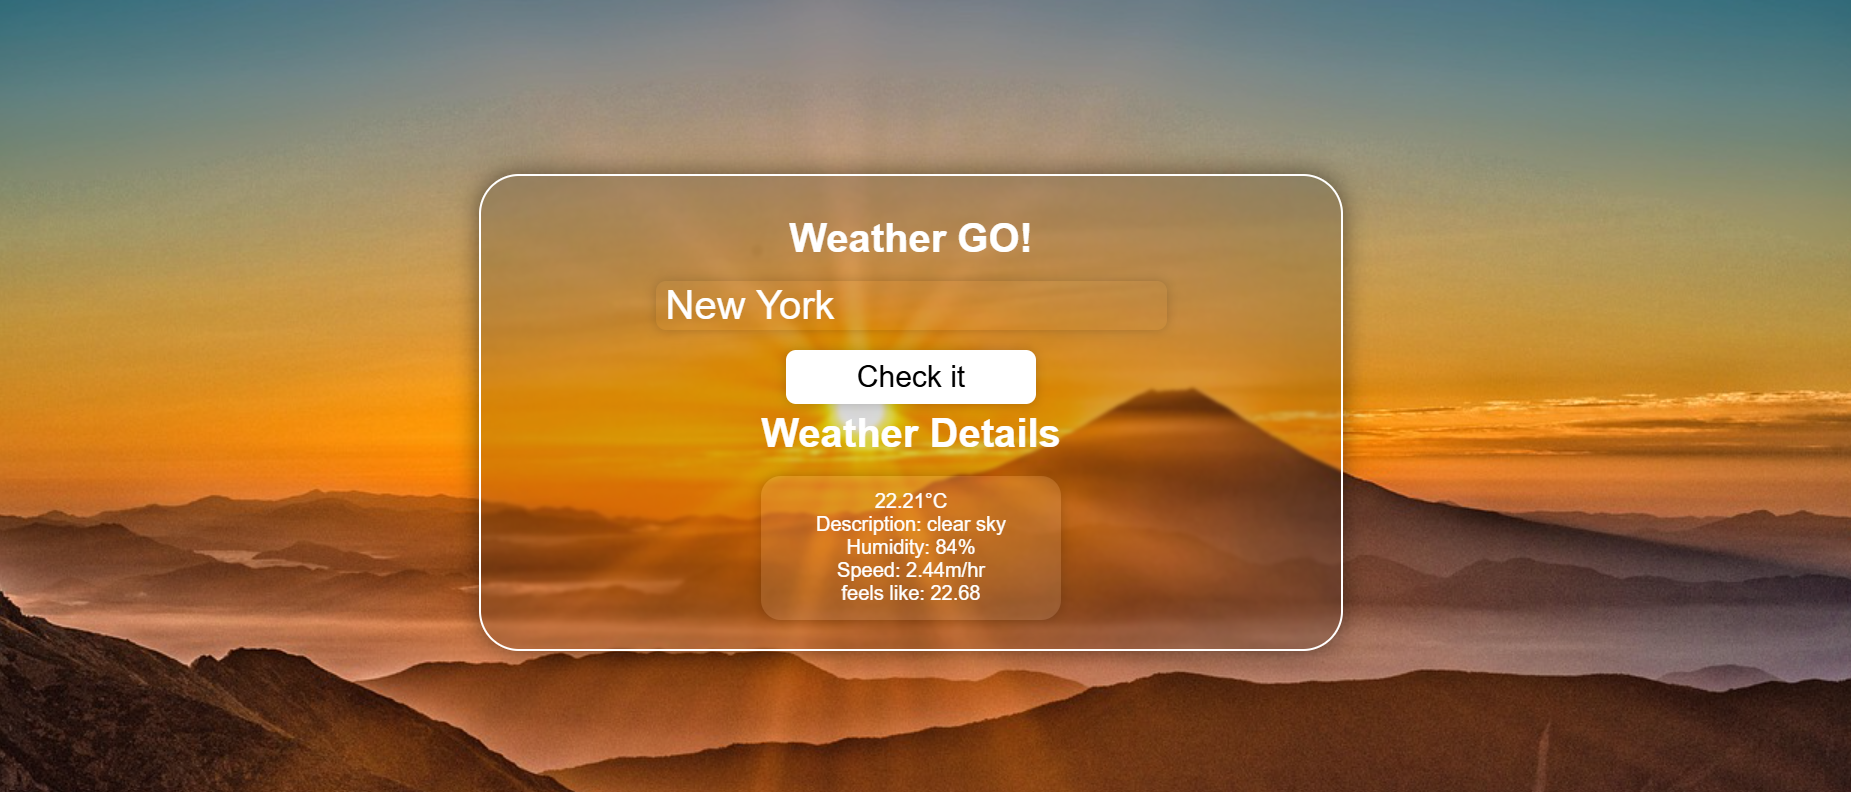 Weather GO!
New York
Check it
Weather Details
22.21°C
Description: clear sky
Humidity: 84%
Speed: 2.44m/hr
feels like: 22.68